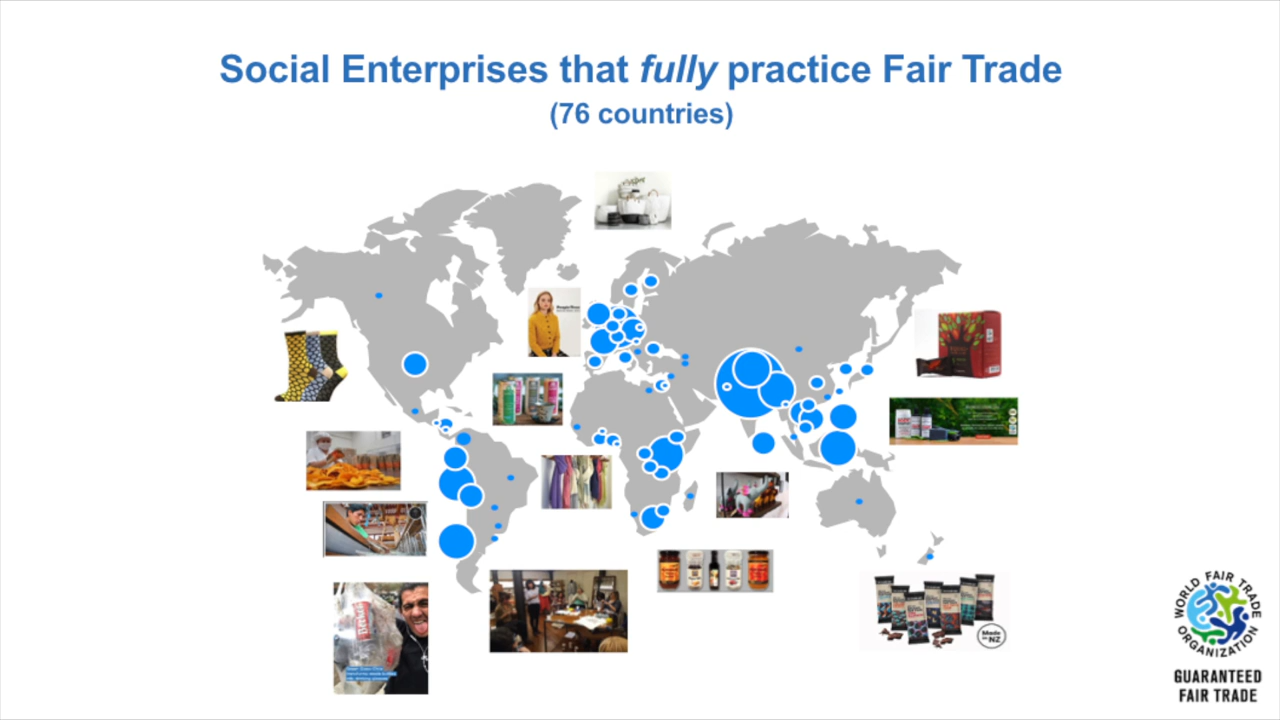 Social Enterprises that fully practice Fair Trade
(76 countries)
Made
in NZ
WORLD FAIR TRADE
ORGANIZATION
GUARANTEED
FAIR TRADE